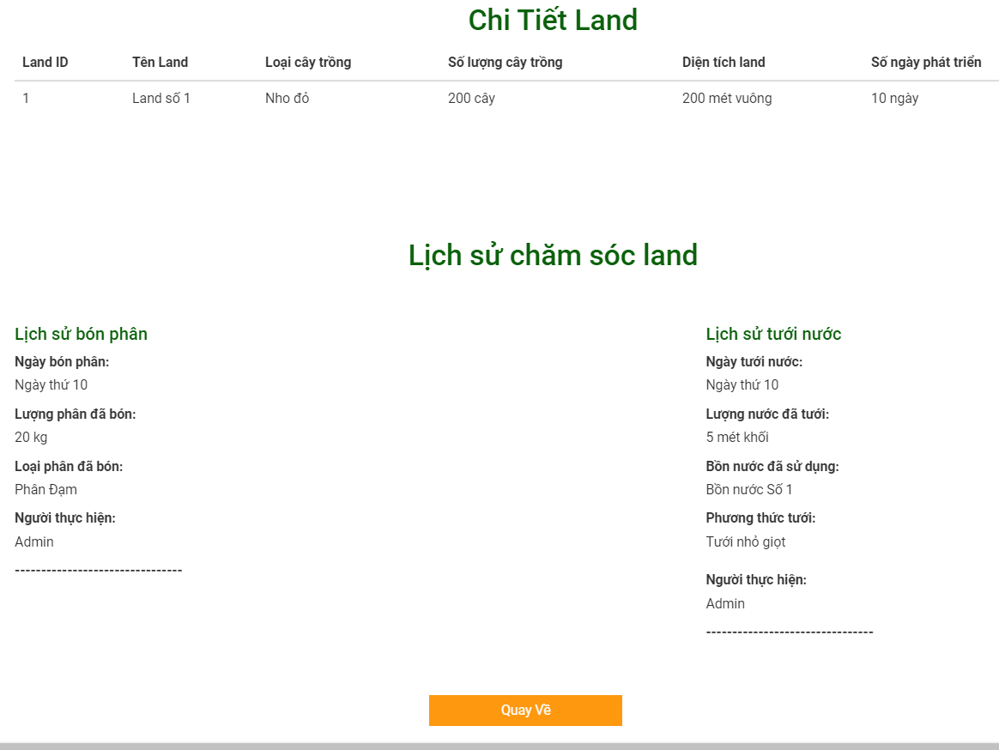 Chi Tiết Land
Land ID Tên Land Loại cây trồng Số lượng cây trồng Diện tích land Số ngày phát triển
1 Land số 1 Nho đỏ 200 cây 200 mét vuông 10 ngày
Lịch sử chăm sóc land
Lịch sử bón phân
Ngày bón phân:
Ngày thứ 10
Lượng phân đã bón:
20 kg
Loại phân đã bón:
Phân Đạm
Người thực hiện:
Admin
--------------------------------
Lịch sử tưới nước
Ngày tưới nước:
Ngày thứ 10
Lượng nước đã tưới:
5 mét khối
Bồn nước đã sử dụng:
Bồn nước Số 1
Phương thức tưới:
Tưới nhỏ giọt
Người thực hiện:
Admin
--------------------------------
Quay Về